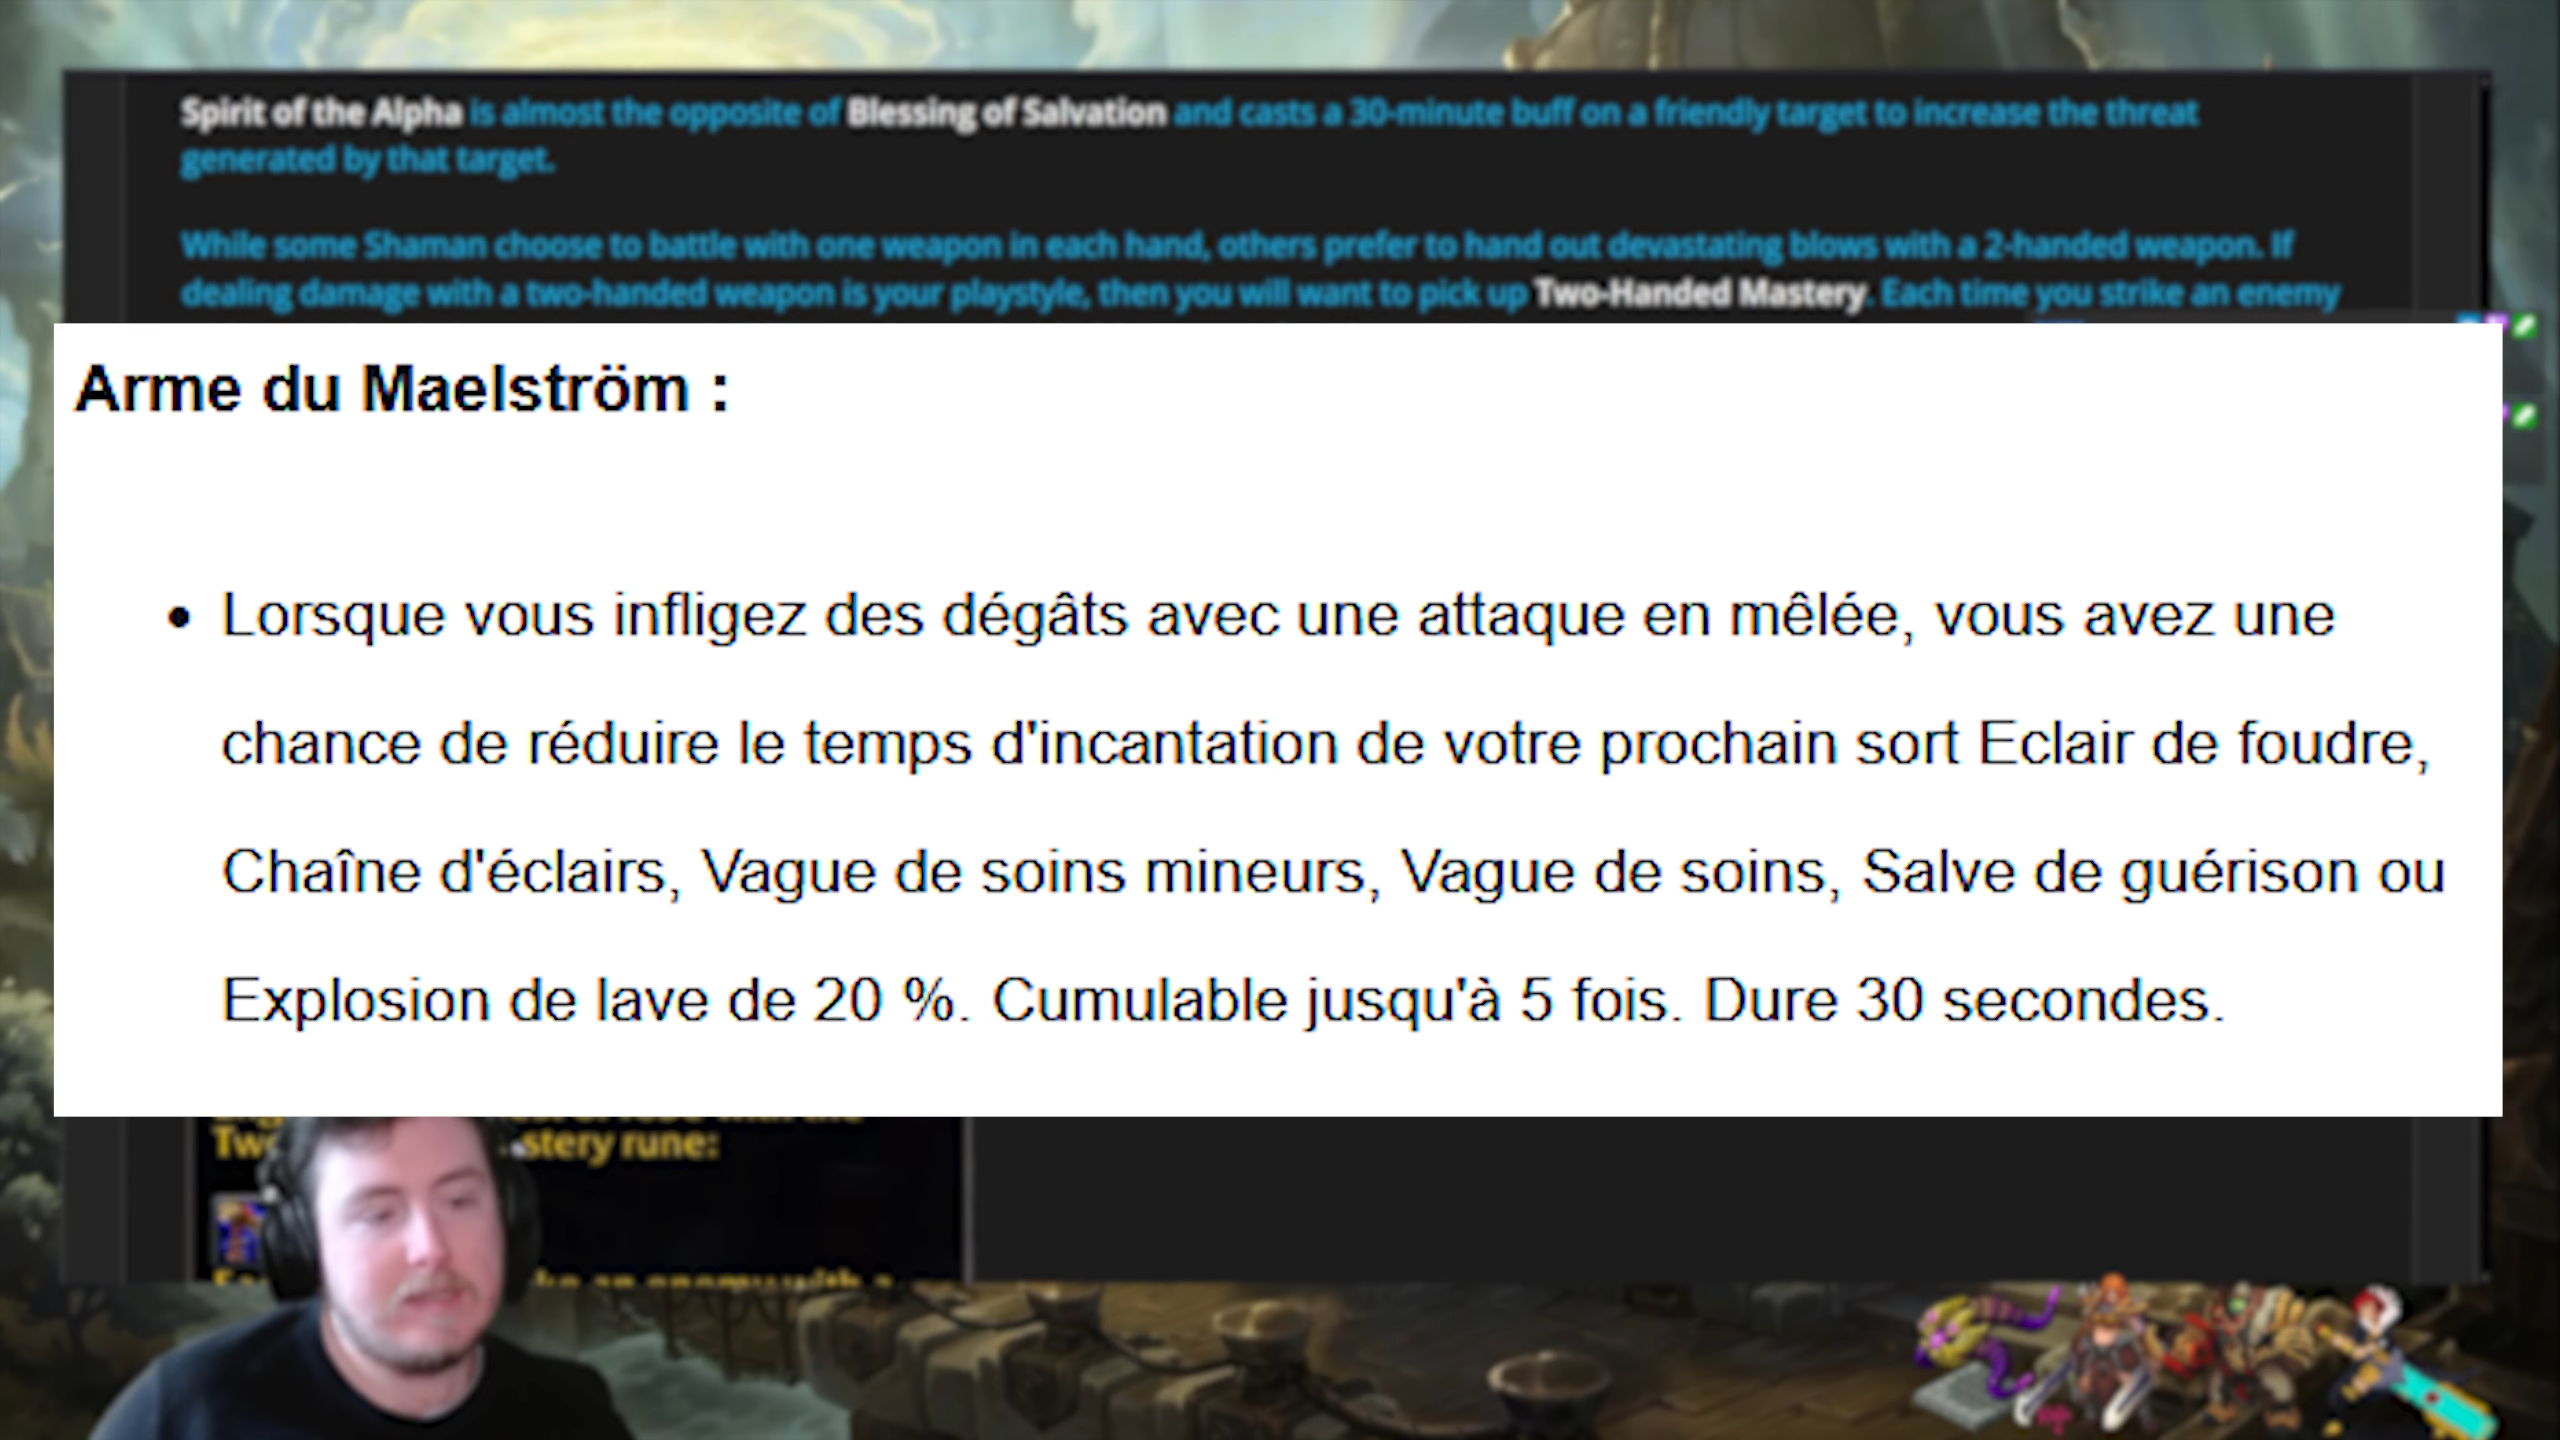 Spirit of the Alpha is almost the opposite of Blessing of Salvation and casts a 30-minute buff on a friendly target to increase the threat
generated by that target.
While some Shaman choose to battle with one weapon in each hand, others prefer to hand out devastating blows with a 2-handed weapon. If
dealing damage with a two-handed weapon is your playstyle, then you will want to pick up Two-Handed Mastery. Each time you strike an enemy
Arme du Maelström :
• Lorsque vous infligez des dégâts avec une attaque en mêlée, vous avez une
chance de réduire le temps d'incantation de votre prochain sort Eclair de foudre,
Chaîne d'éclairs, Vague de soins mineurs, Vague de soins, Salve de guérison ou
Explosion de lave de 20 %. Cumulable jusqu'à 5 fois. Dure 30 secondes.
rune: